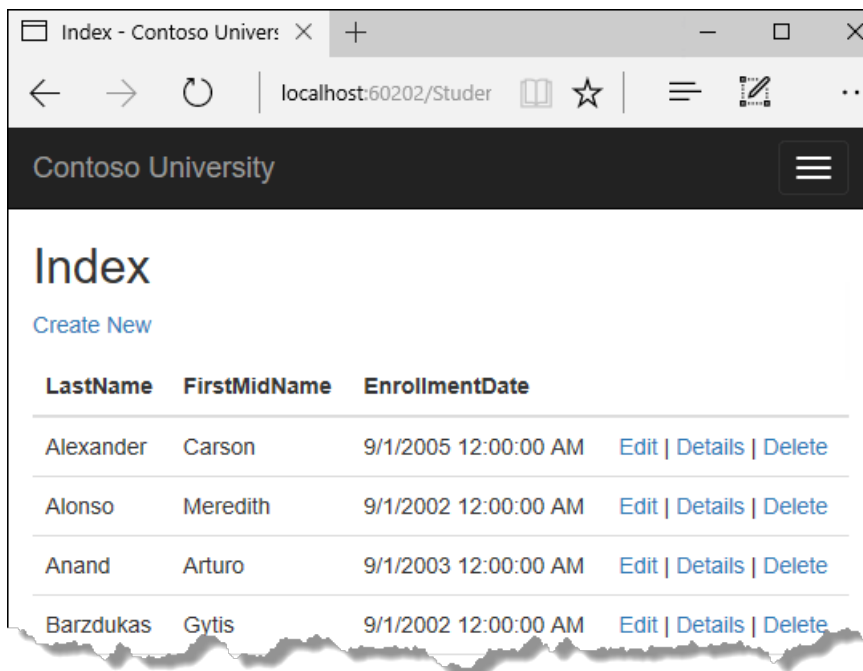 Index - Contoso Univers
localhost:60202/Studer
Contoso University
Index
Create New
LastName FirstMidName EnrollmentDate
Alexander Carson 9/1/2005 12:00:00 AM Edit | Details | Delete
Alonso Meredith 9/1/2002 12:00:00 AM Edit | Details | Delete
Anand Arturo 9/1/2003 12:00:00 AM Edit | Details | Delete
Barzdukas Gytis 9/1/2002 12:00:00 AM Edit | Details | Delete